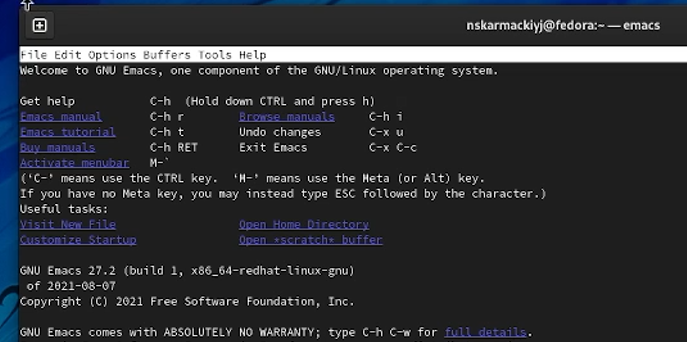 nskarmackiyj@fedora:~ — emacs
File Edit Options Buffers Tools Help
Welcome to GNU Emacs, one component of the GNU/Linux operating system.
Get help C-h (Hold down CTRL and press h)
Emacs manual C-h r Browse manuals C-h i
Emacs tutorial C-h t Undo changes C-x u
Buy manuals C-h RET Exit Emacs C-x C-c
Activate menubar M-`
(‘C-’ means use the CTRL key. ‘M-’ means use the Meta (or Alt) key.
If you have no Meta key, you may instead type ESC followed by the character.)
Useful tasks:
Visit New File Open Home Directory
Customize Startup Open *scratch* buffer
GNU Emacs 27.2 (build 1, x86_64-redhat-linux-gnu)
of 2021-08-07
Copyright (C) 2021 Free Software Foundation, Inc.
GNU Emacs comes with ABSOLUTELY NO WARRANTY; type C-h C-w for full details.